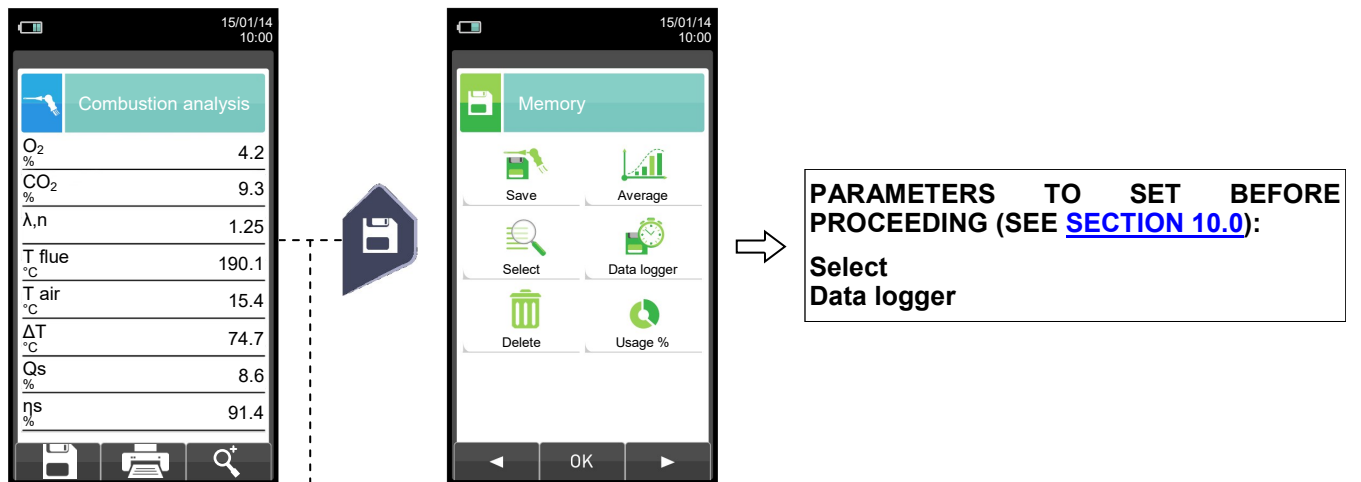 15/01/14
10:00
Combustion analysis
O2
%
4.2
CO2
%
9.3
λ,n
1.25
T flue
°C
190.1
T air
°C
15.4
ΔT
°C
74.7
Qs
%
8.6
ηs
%
91.4
15/01/14
10:00
Memory
Save
Average
Select
Data logger
Delete
Usage %
OK
PARAMETERS TO SET BEFORE
PROCEEDING (SEE SECTION 10.0):
Select
Data logger